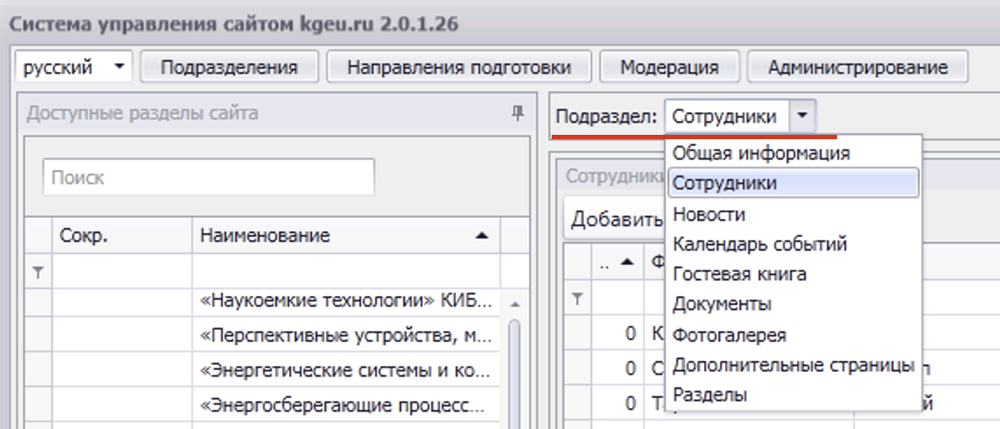 Система управления сайтом kgeu.ru 2.0.1.26
русский Подразделения Направления подготовки Модерация Администрирование
Доступные разделы сайта
Поиск
Сокр. Наименование
«Наукоемкие технологии» КИБ...
«Перспективные устройства, м...
«Энергетические системы и ко...
«Энергосберегающие процесс...
Подраздел: Сотрудники
Общая информация
Сотрудники
Новости
Календарь событий
Гостевая книга
Документы
Фотогалерея
Дополнительные страницы
Разделы
Сотрудники
Добавить
..
0
0
0